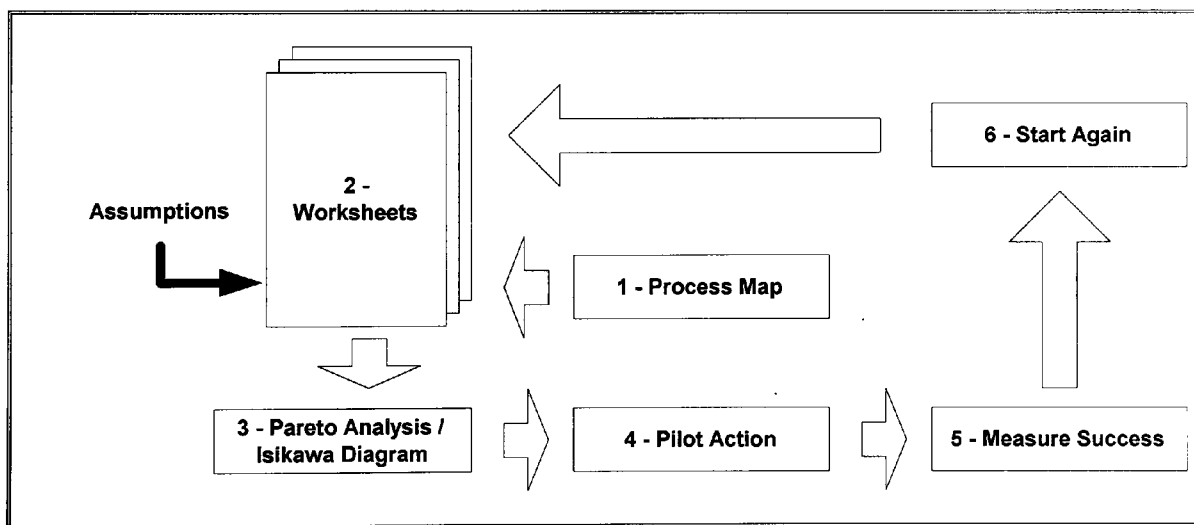 6 - Start Again
2 -
Worksheets
Assumptions
1 - Process Map
3 - Pareto Analysis /
Isikawa Diagram
4 - Pilot Action
5 - Measure Success